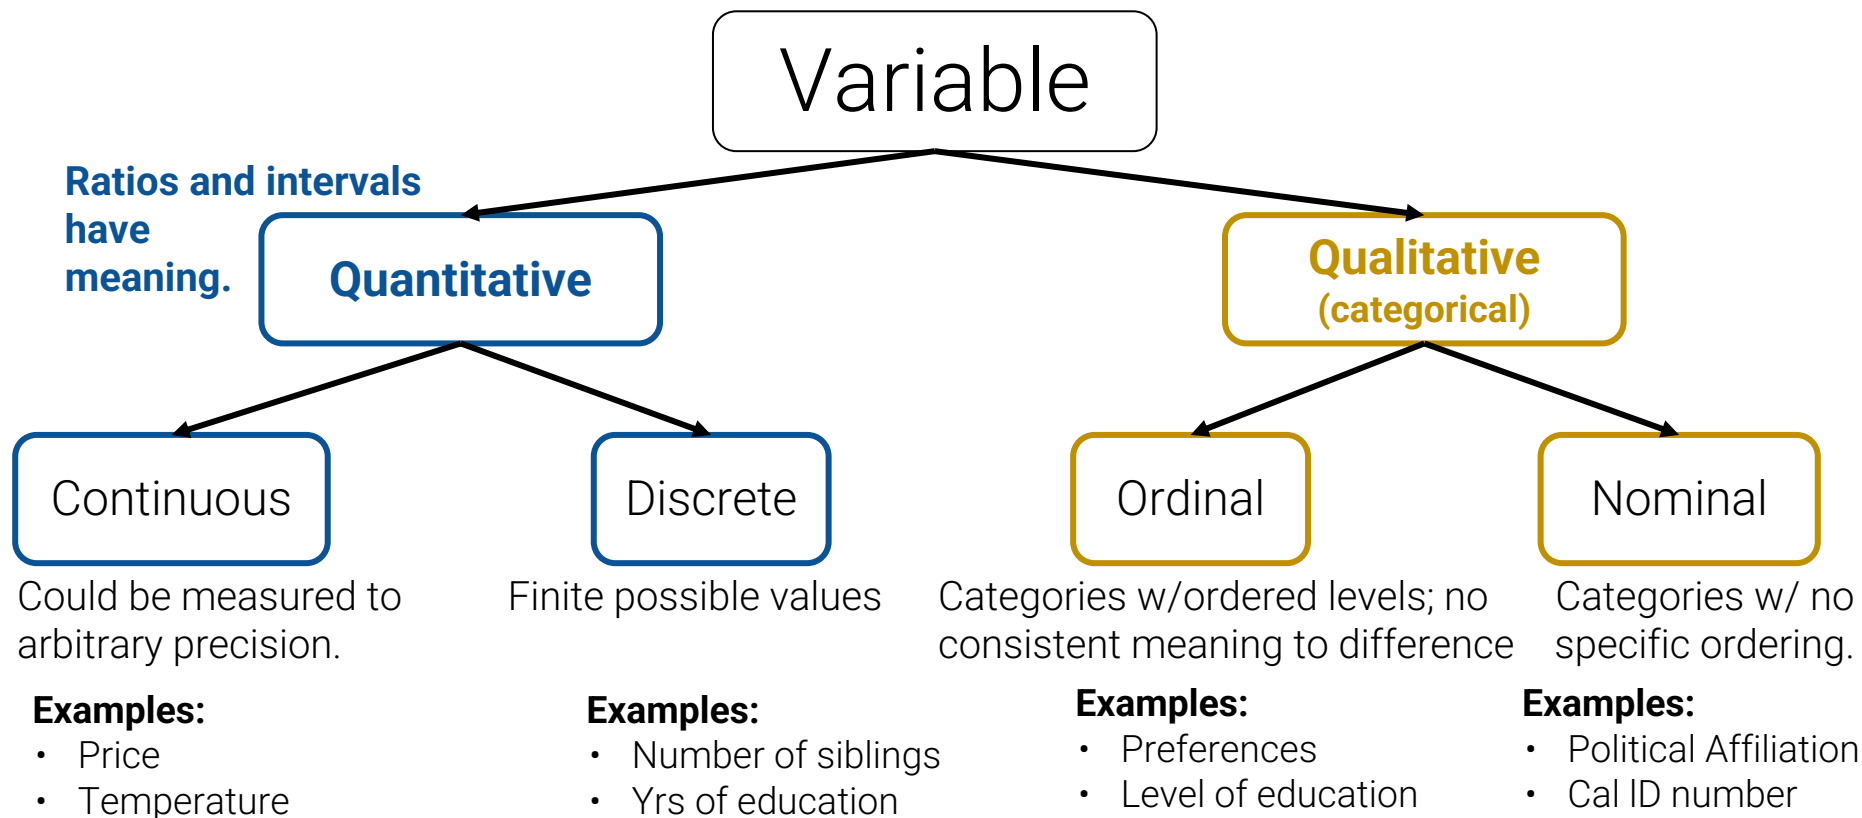 Variable
Ratios and intervals
have
meaning.
Quantitative
Qualitative
(categorical)
Continuous
Discrete
Ordinal
Nominal
Could be measured to
arbitrary precision.
Finite possible values
Categories w/ordered levels; no
consistent meaning to difference
Categories w/ no
specific ordering.
Examples:
• Price
• Temperature
Examples:
• Number of siblings
• Yrs of education
Examples:
• Preferences
• Level of education
Examples:
• Political Affiliation
• Cal ID number